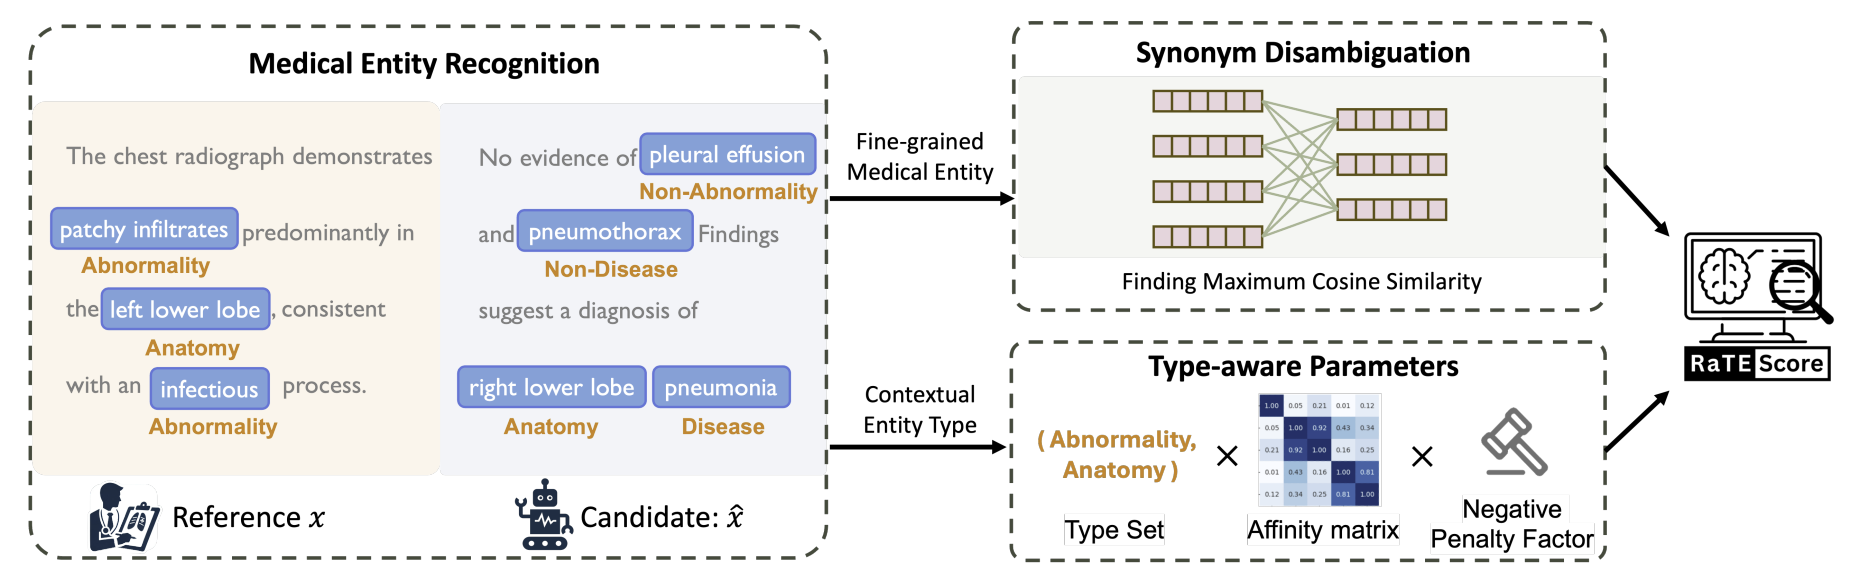 Medical Entity Recognition
The chest radiograph demonstrates
patchy infiltrates predominantly in
Abnormality
the left lower lobe, consistent
Anatomy
with an infectious process.
Abnormality
Reference x
No evidence of pleural effusion
Non-Abnormality
and pneumothorax Findings
Non-Disease
suggest a diagnosis of
right lower lobe pneumonia
Anatomy Disease
Candidate: x̂
Fine-grained
Medical Entity
Contextual
Entity Type
Synonym Disambiguation
Finding Maximum Cosine Similarity
Type-aware Parameters
( Abnormality,
Anatomy )
Type Set
×
1.00 0.05 0.21 0.01 0.12
0.05 1.00 0.92 0.43 0.34
0.21 0.92 1.00 0.16 0.25
0.01 0.43 0.16 1.00 0.81
0.12 0.34 0.25 0.81 1.00
Affinity matrix
×
Negative
Penalty Factor
RaTEScore